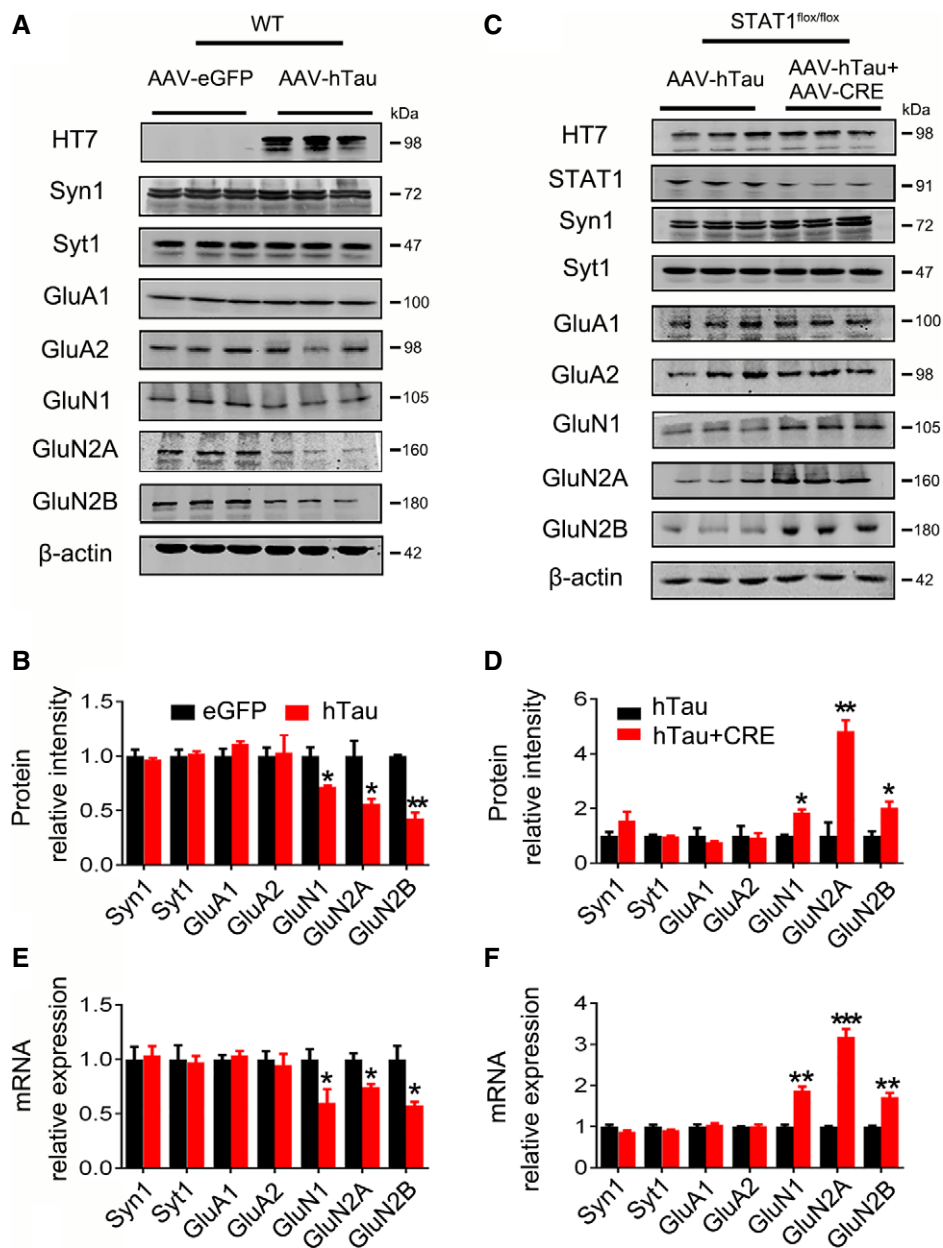 A
WT
AAV-eGFP
AAV-hTau
kDa
HT7
98
Syn1
72
Syt1
47
GluA1
100
GluA2
98
GluN1
105
GluN2A
160
GluN2B
180
β-actin
42
C
STAT1flox/flox
AAV-hTau
AAV-hTau+
AAV-CRE
kDa
HT7
98
STAT1
91
Syn1
72
Syt1
47
GluA1
100
GluA2
98
GluN1
105
GluN2A
160
GluN2B
180
β-actin
42
B
Protein
relative intensity
1.5
1.0
0.5
0.0
eGFP
hTau
*
*
**
Syn1
Syt1
GluA1
GluA2
GluN1
GluN2A
GluN2B
D
Protein
relative intensity
6
4
2
0
hTau
hTau+CRE
*
**
*
Syn1
Syt1
GluA1
GluA2
GluN1
GluN2A
GluN2B
E
mRNA
relative expression
1.5
1.0
0.5
0.0
*
*
*
Syn1
Syt1
GluA1
GluA2
GluN1
GluN2A
GluN2B
F
mRNA
relative expression
4
3
2
1
0
**
***
**
Syn1
Syt1
GluA1
GluA2
GluN1
GluN2A
GluN2B